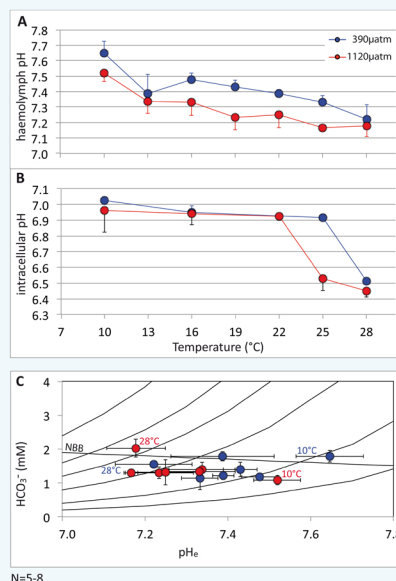 A
haemolymph pH
7.8
7.7
7.6
7.5
7.4
7.3
7.2
7.1
7.0
390µatm
1120µatm
B
intracellular pH
7.1
7.0
6.9
6.8
6.7
6.6
6.5
6.4
6.3
7 10 13 16 19 22 25 28
Temperature (°C)
C
HCO3⁻ (mM)
4
3
2
1
0
NBB
28°C
28°C
10°C
10°C
7.0 7.2 7.4 7.6 7.8
pHe
N=5-8